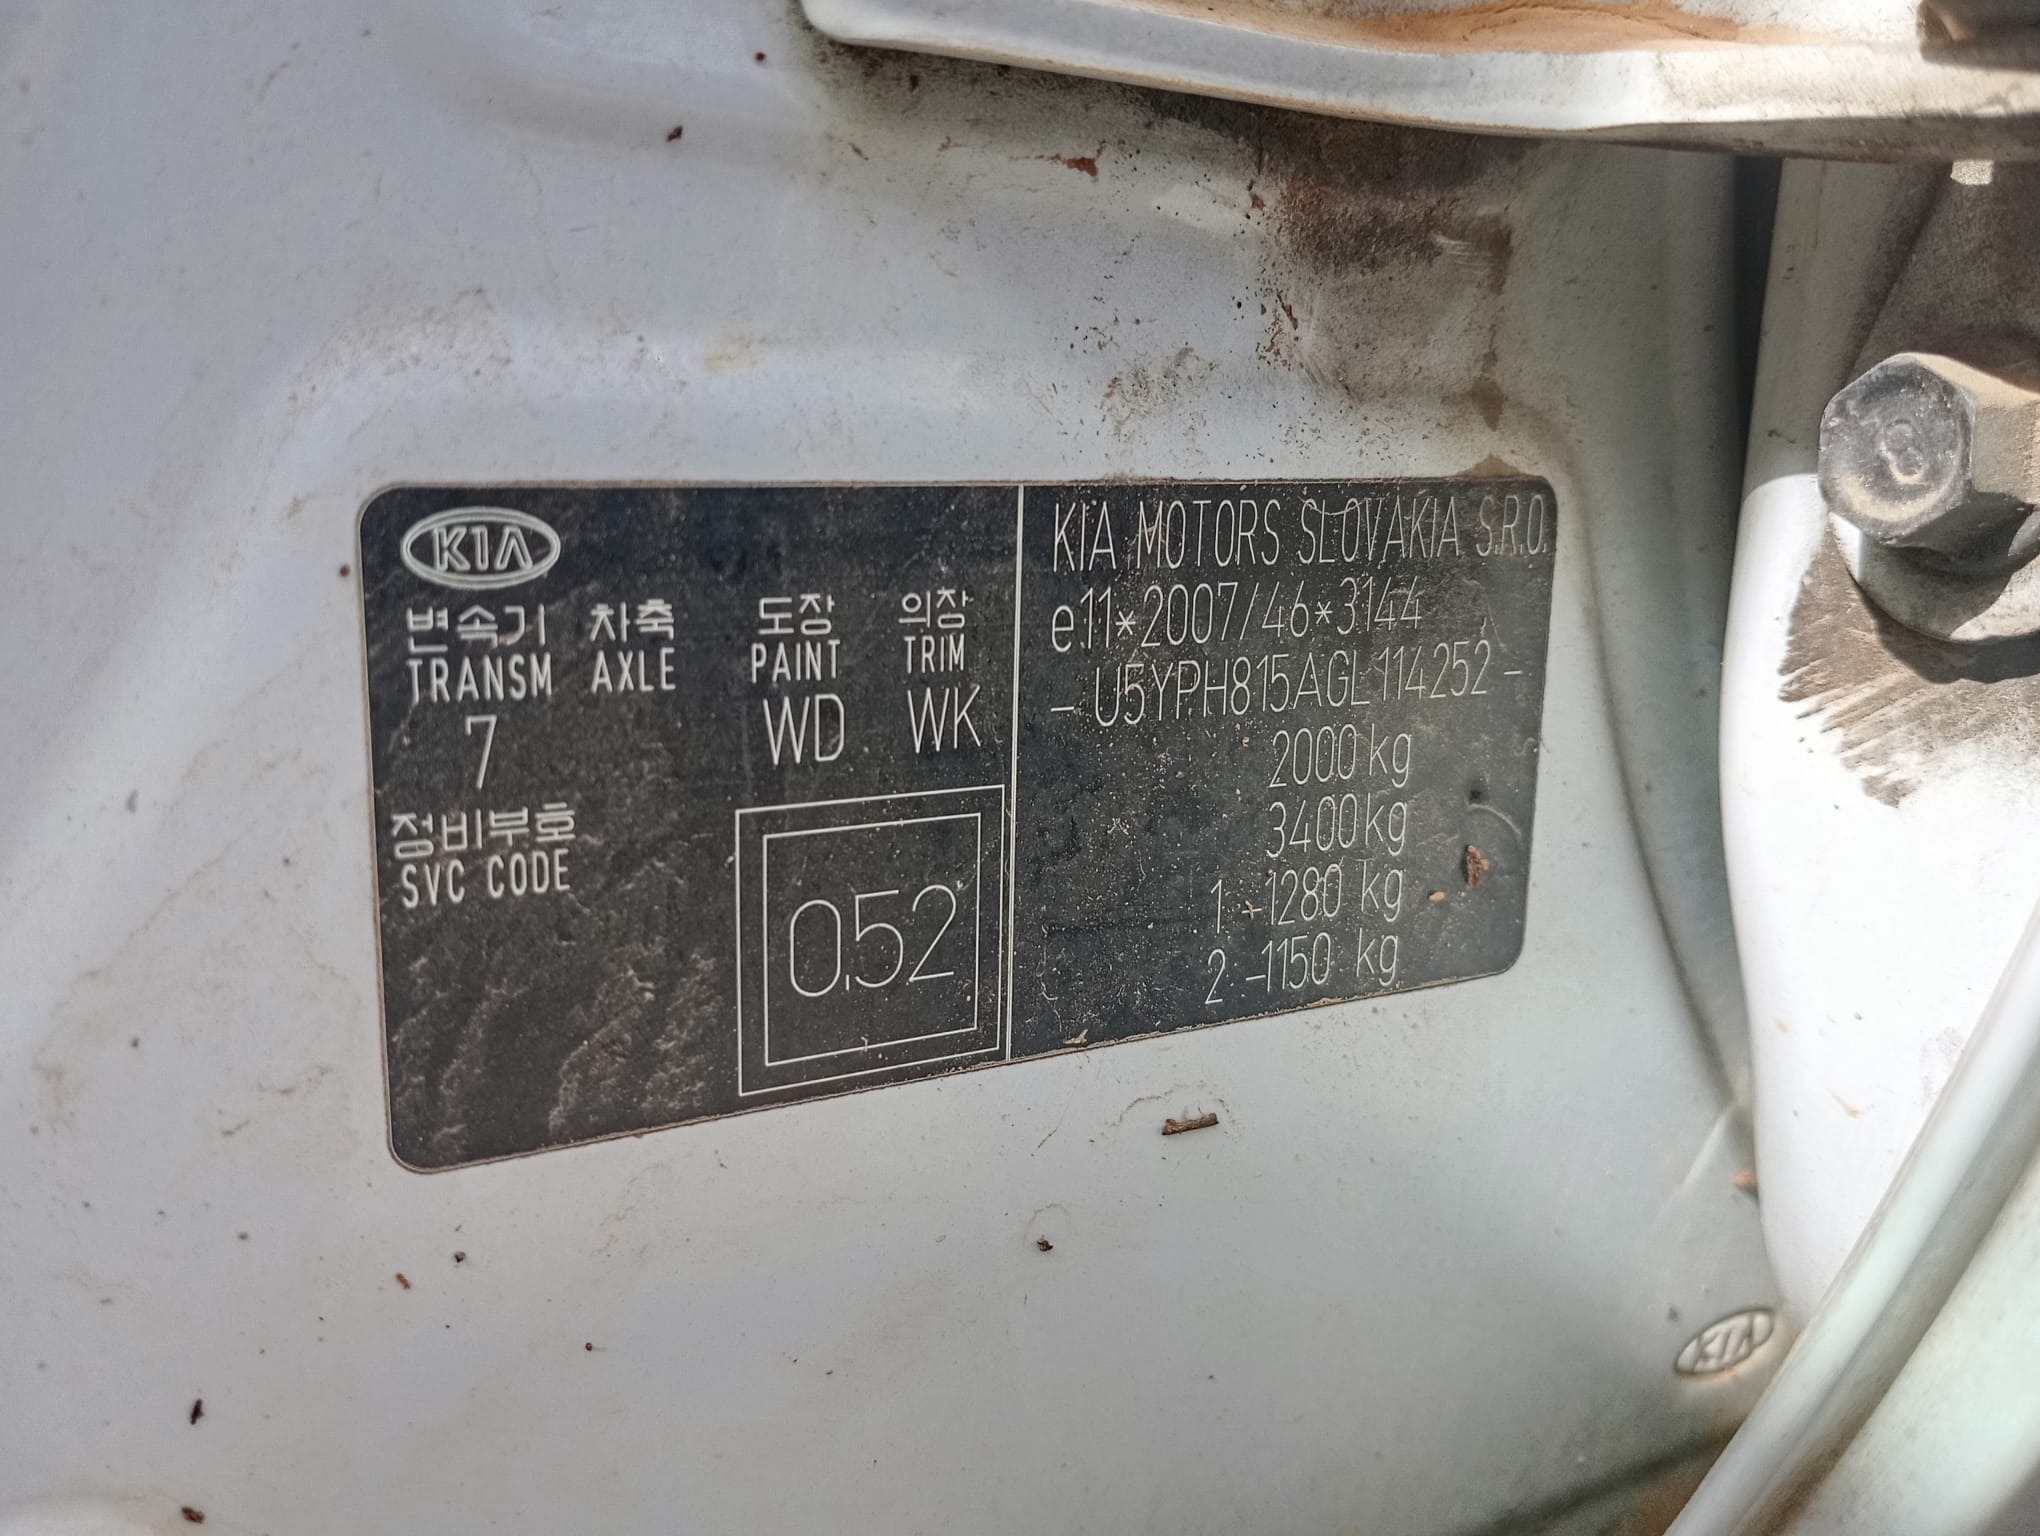 KIA
변속기 차축 도장 의장
TRANSM AXLE PAINT TRIM
7 WD WK
정비부호
SVC CODE
0,52
KIA MOTORS SLOVAKIA S.R.O.
e11*2007/46*3144
- U5YPH815AGL114252 -
2000 kg
3400 kg
1 -1280 kg
2 -1150 kg
KIA